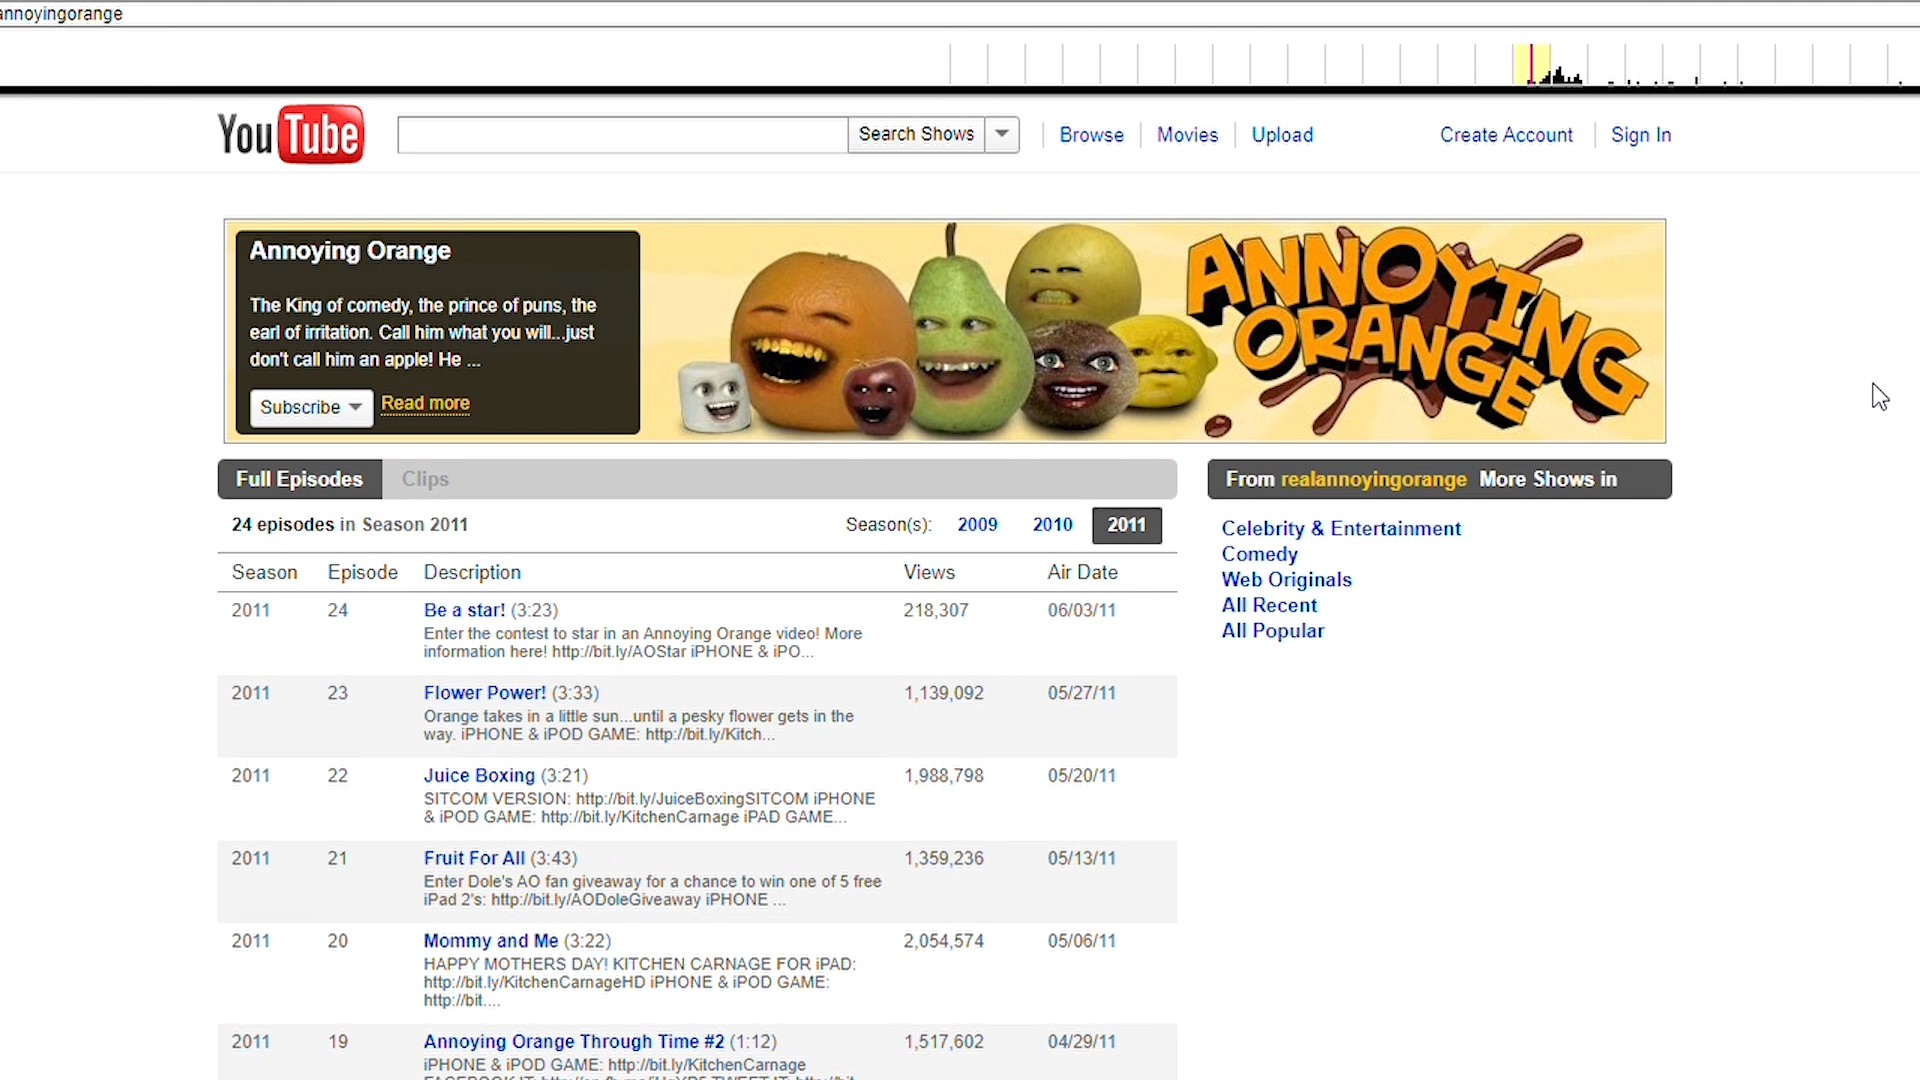 annoyingorange
YouTube
Search Shows
Browse
Movies
Upload
Create Account
Sign In
Annoying Orange
The King of comedy, the prince of puns, the
earl of irritation. Call him what you will...just
don't call him an apple! He ...
Subscribe
Read more
ANNOYING
ORANGE
Full Episodes
Clips
From realannoyingorange More Shows in
24 episodes in Season 2011
Season(s): 2009 2010 2011
Celebrity & Entertainment
Comedy
Web Originals
All Recent
All Popular
Season Episode Description Views Air Date
2011 24 Be a star! (3:23) 218,307 06/03/11
Enter the contest to star in an Annoying Orange video! More
information here! http://bit.ly/AOStar iPHONE & iPO...
2011 23 Flower Power! (3:33) 1,139,092 05/27/11
Orange takes in a little sun...until a pesky flower gets in the
way. iPHONE & iPOD GAME: http://bit.ly/Kitch...
2011 22 Juice Boxing (3:21) 1,988,798 05/20/11
SITCOM VERSION: http://bit.ly/JuiceBoxingSITCOM iPHONE
& iPOD GAME: http://bit.ly/KitchenCarnage iPAD GAME...
2011 21 Fruit For All (3:43) 1,359,236 05/13/11
Enter Dole's AO fan giveaway for a chance to win one of 5 free
iPad 2's: http://bit.ly/AODoleGiveaway iPHONE ...
2011 20 Mommy and Me (3:22) 2,054,574 05/06/11
HAPPY MOTHERS DAY! KITCHEN CARNAGE FOR iPAD:
http://bit.ly/KitchenCarnageHD iPHONE & iPOD GAME:
http://bit....
2011 19 Annoying Orange Through Time #2 (1:12) 1,517,602 04/29/11
iPHONE & iPOD GAME: http://bit.ly/KitchenCarnage